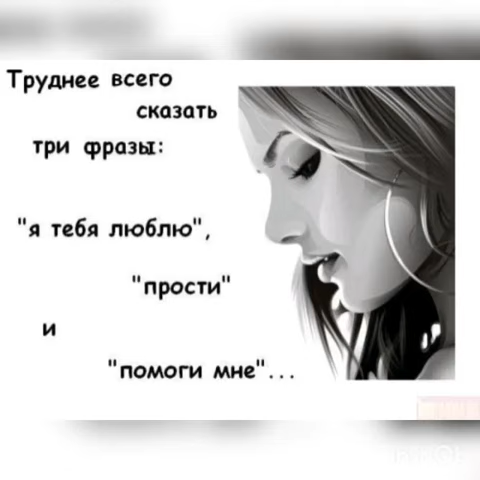 Труднее всего
сказать
три фразы:
"я тебя люблю",
"прости"
и
"помоги мне"...